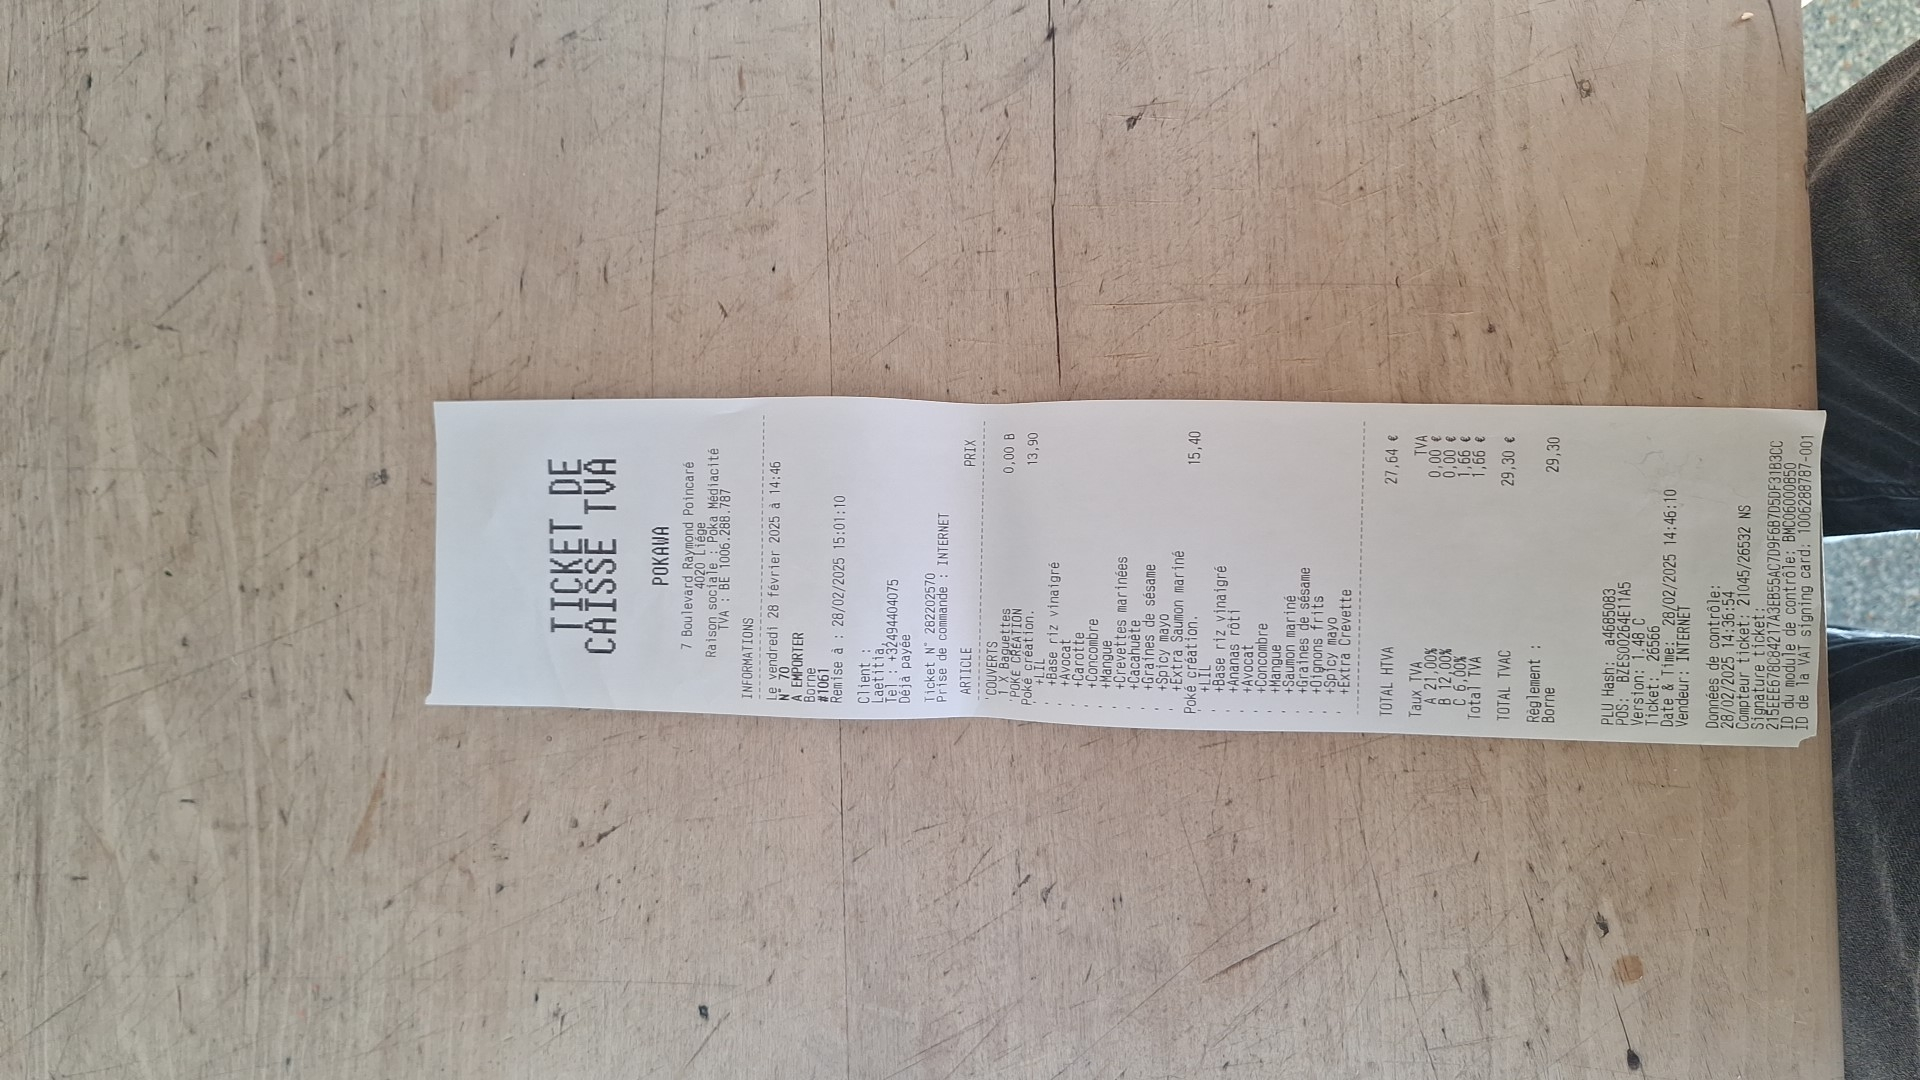 TICKET DE
CAISSE TVA
POKAWA
7 Boulevard Raymond Poincaré
4020 Liège
Raison sociale : Poka Médiacité
TVA : BE 1006.288.787
INFORMATIONS
Le vendredi 28 février 2025 à 14:46
N° 70
A EMPORTER
Borne
#1061
Remise à : 28/02/2025 15:01:10
Client :
Laetitia,
Tel : +32494404075
Déjà payée
Ticket N° 282202570
Prise de commande : INTERNET
ARTICLE PRIX
COUVERTS
1 X Baguettes 0,00 B
POKÉ CRÉATION
Poké création. 13,90
+LIL
. +Base riz vinaigré
. +Avocat
. +Carotte
. +Concombre
. +Mangue
. +Crevettes marinées
. +Cacahuète
. +Graines de sésame
. +Spicy mayo
. +Extra Saumon mariné
Poké création. 15,40
. +LIL
. +Base riz vinaigré
. +Ananas rôti
. +Avocat
. +Concombre
. +Mangue
. +Saumon mariné
. +Graines de sésame
. +Oignons frits
. +Spicy mayo
. +Extra Crevette
TOTAL HTVA 27,64 €
Taux TVA TVA
A 21,00% 0,00 €
B 12,00% 0,00 €
C 6,00% 1,66 €
Total TVA 1,66 €
TOTAL TVAC 29,30 €
Règlement :
Borne 29,30
PLU Hash: a4685083
POS: BZES00264E11A5
Version: 1.48 C
Ticket: 26566
Date & Time: 28/02/2025 14:46:10
Vendeur: INTERNET
Données de contrôle:
28/02/2025 14:36:54
Compteur ticket: 21045/26532 NS
Signature ticket:
ID du module de contrôle: BMC06000850
ID de la VAT signing card: 1006288787-001